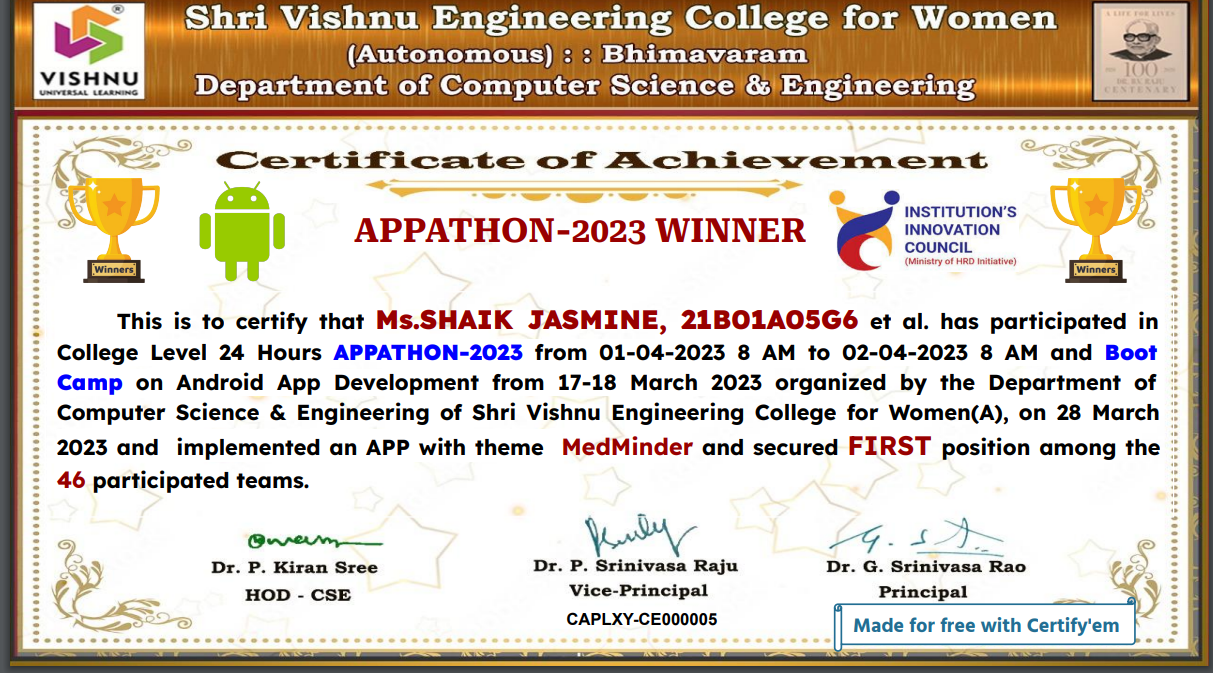 Shri Vishnu Engineering College for Women
(Autonomous) : : Bhimavaram
Department of Computer Science & Engineering
®
VISHNU
UNIVERSAL LEARNING
A LIFE FOR LIVES
100
DR. B.V. RAJU
CENTENARY
Certificate of Achievement
APPATHON-2023 WINNER
INSTITUTION'S
INNOVATION
COUNCIL
(Ministry of HRD Initiative)
Winners
Winners
This is to certify that Ms.SHAIK JASMINE, 21B01A05G6 et al. has participated in
College Level 24 Hours APPATHON-2023 from 01-04-2023 8 AM to 02-04-2023 8 AM and Boot
Camp on Android App Development from 17-18 March 2023 organized by the Department of
Computer Science & Engineering of Shri Vishnu Engineering College for Women(A), on 28 March
2023 and implemented an APP with theme MedMinder and secured FIRST position among the
46 participated teams.
Dr. P. Kiran Sree
HOD - CSE
Dr. P. Srinivasa Raju
Vice-Principal
CAPLXY-CE000005
Dr. G. Srinivasa Rao
Principal
Made for free with Certify'em